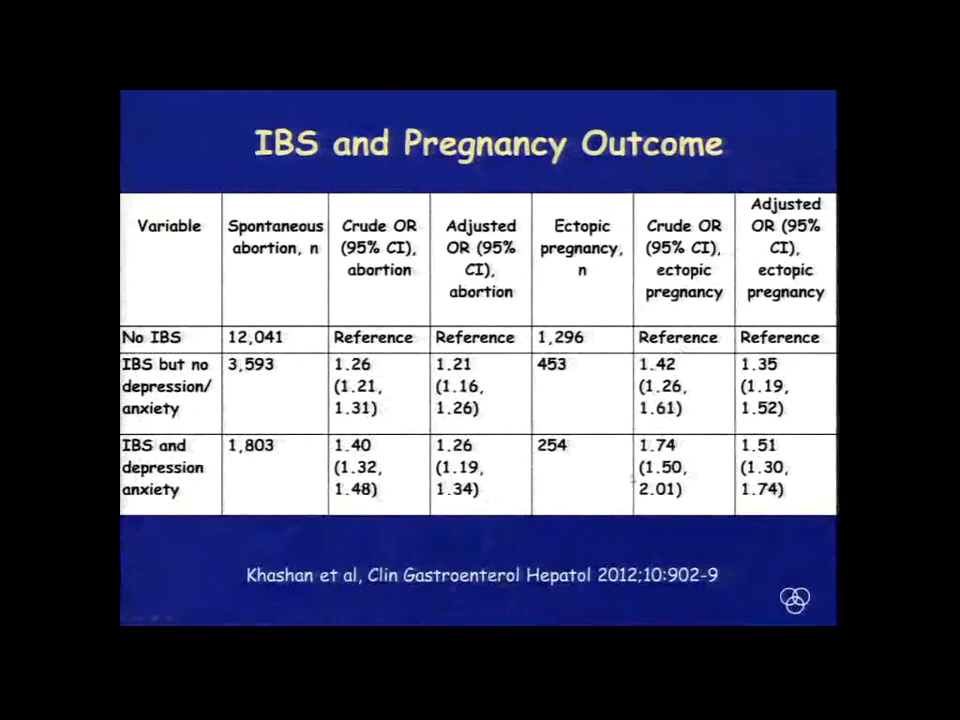 IBS and Pregnancy Outcome
Variable
Spontaneous
abortion, n
Crude OR
(95% CI),
abortion
Adjusted
OR (95%
CI),
abortion
Ectopic
pregnancy,
n
Crude OR
(95% CI),
ectopic
pregnancy
Adjusted
OR (95%
CI),
ectopic
pregnancy
No IBS
12,041
Reference
Reference
1,296
Reference
Reference
IBS but no
depression/
anxiety
3,593
1.26
(1.21,
1.31)
1.21
(1.16,
1.26)
453
1.42
(1.26,
1.61)
1.35
(1.19,
1.52)
IBS and
depression
anxiety
1,803
1.40
(1.32,
1.48)
1.26
(1.19,
1.34)
254
1.74
(1.50,
2.01)
1.51
(1.30,
1.74)
Khashan et al, Clin Gastroenterol Hepatol 2012;10:902-9